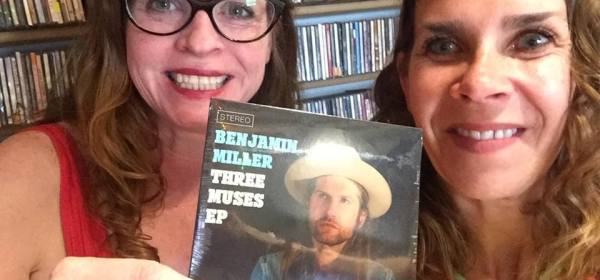 STEREO
BENJAMIN
MILLER
THREE
MUSES
EP